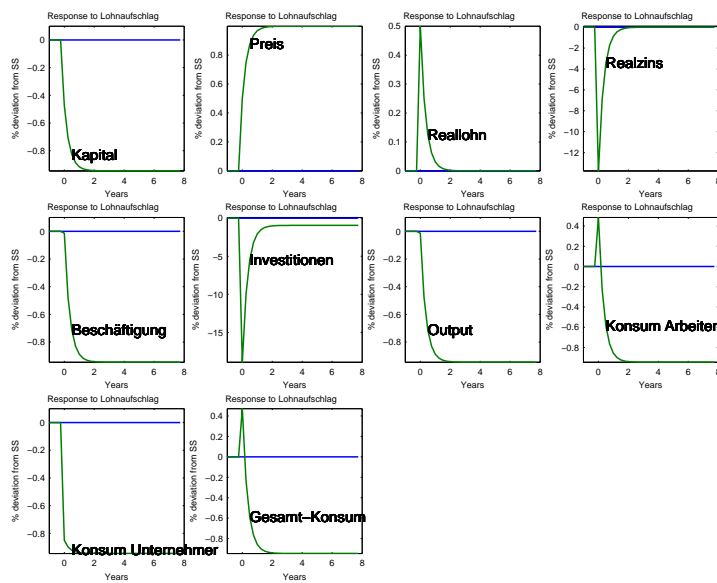 Response to Lohnaufschlag
% deviation from SS
0
−0.2
−0.4
−0.6
−0.8
Kapital
0 2 4 6 8
Years
Response to Lohnaufschlag
% deviation from SS
0.8
0.6
0.4
0.2
0
Preis
0 2 4 6 8
Years
Response to Lohnaufschlag
% deviation from SS
0.5
0.4
0.3
0.2
0.1
0
Reallohn
0 2 4 6 8
Years
Response to Lohnaufschlag
% deviation from SS
0
−2
−4
−6
−8
−10
−12
Realzins
0 2 4 6 8
Years
Response to Lohnaufschlag
% deviation from SS
0
−0.2
−0.4
−0.6
−0.8
Beschäftigung
0 2 4 6 8
Years
Response to Lohnaufschlag
% deviation from SS
0
−5
−10
−15
Investitionen
0 2 4 6 8
Years
Response to Lohnaufschlag
% deviation from SS
0
−0.2
−0.4
−0.6
−0.8
Output
0 2 4 6 8
Years
Response to Lohnaufschlag
% deviation from SS
0.4
0.2
0
−0.2
−0.4
−0.6
−0.8
Konsum Arbeiter
0 2 4 6 8
Years
Response to Lohnaufschlag
% deviation from SS
0
−0.2
−0.4
−0.6
−0.8
Konsum Unternehmer
0 2 4 6 8
Years
Response to Lohnaufschlag
% deviation from SS
0.4
0.2
0
−0.2
−0.4
−0.6
−0.8
Gesamt−Konsum
0 2 4 6 8
Years